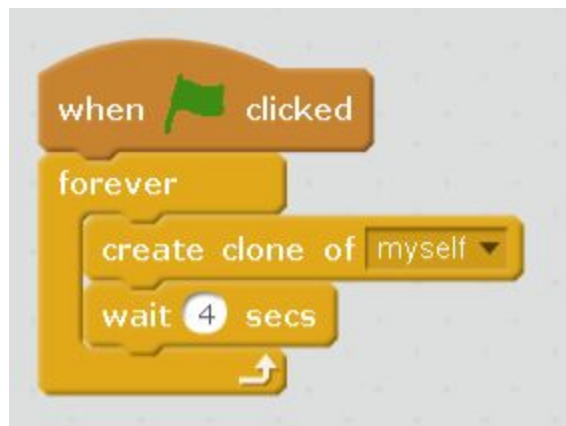 when clicked
forever
create clone of myself
wait 4 secs